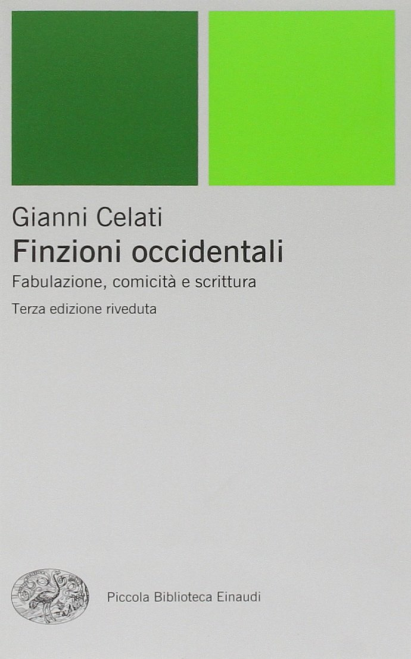 Gianni Celati
Finzioni occidentali
Fabulazione, comicità e scrittura
Terza edizione riveduta
Piccola Biblioteca Einaudi